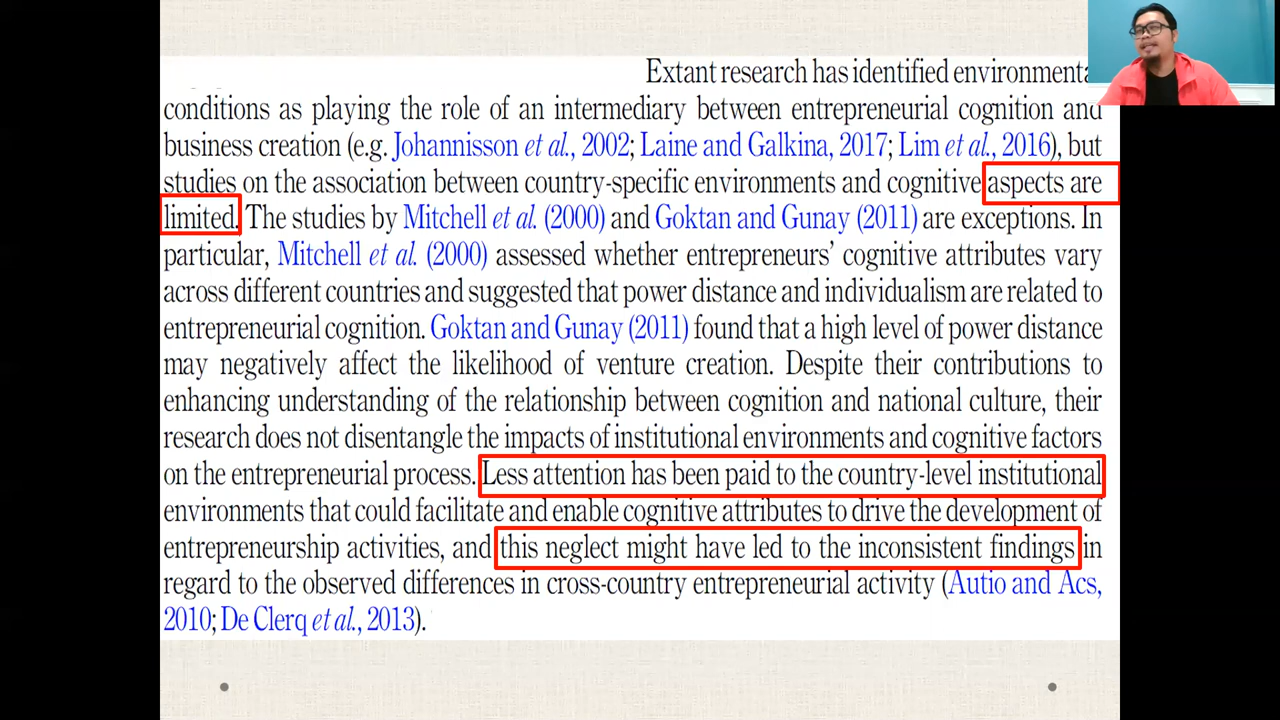 Extant research has identified environmenta
conditions as playing the role of an intermediary between entrepreneurial cognition and
business creation (e.g. Johannisson et al., 2002; Laine and Galkina, 2017; Lim et al., 2016), but
studies on the association between country-specific environments and cognitive aspects are
limited. The studies by Mitchell et al. (2000) and Goktan and Gunay (2011) are exceptions. In
particular, Mitchell et al. (2000) assessed whether entrepreneurs’ cognitive attributes vary
across different countries and suggested that power distance and individualism are related to
entrepreneurial cognition. Goktan and Gunay (2011) found that a high level of power distance
may negatively affect the likelihood of venture creation. Despite their contributions to
enhancing understanding of the relationship between cognition and national culture, their
research does not disentangle the impacts of institutional environments and cognitive factors
on the entrepreneurial process. Less attention has been paid to the country-level institutional
environments that could facilitate and enable cognitive attributes to drive the development of
entrepreneurship activities, and this neglect might have led to the inconsistent findings in
regard to the observed differences in cross-country entrepreneurial activity (Autio and Acs,
2010; De Clerq et al., 2013).